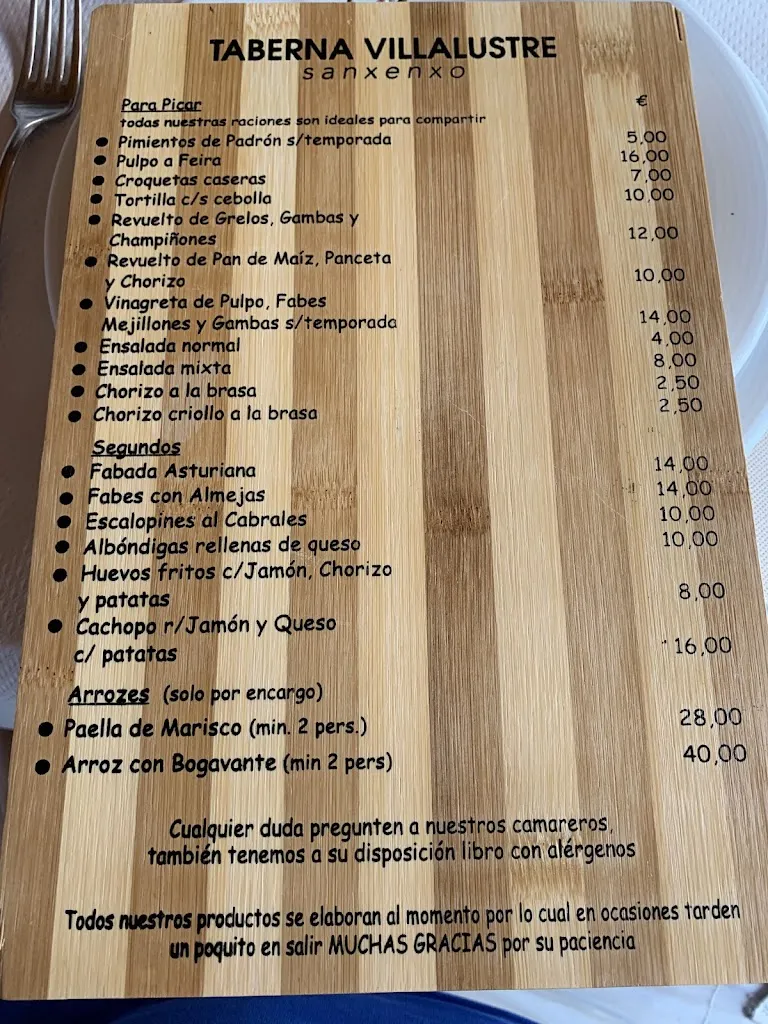 TABERNA VILLALUSTRE
sanxenxo
Para Picar €
todas nuestras raciones son ideales para compartir
● Pimientos de Padrón s/temporada 5,00
● Pulpo a Feira 16,00
● Croquetas caseras 7,00
● Tortilla c/s cebolla 10,00
● Revuelto de Grelos, Gambas y
Champiñones 12,00
● Revuelto de Pan de Maíz, Panceta
y Chorizo 10,00
● Vinagreta de Pulpo, Fabes
Mejillones y Gambas s/temporada 14,00
● Ensalada normal 4,00
● Ensalada mixta 8,00
● Chorizo a la brasa 2,50
● Chorizo criollo a la brasa 2,50
Segundos
● Fabada Asturiana 14,00
● Fabes con Almejas 14,00
● Escalopines al Cabrales 10,00
● Albóndigas rellenas de queso 10,00
● Huevos fritos c/Jamón, Chorizo
y patatas 8,00
● Cachopo r/Jamón y Queso
c/ patatas 16,00
Arrozes (solo por encargo)
● Paella de Marisco (min. 2 pers.) 28,00
● Arroz con Bogavante (min 2 pers) 40,00
Cualquier duda pregunten a nuestros camareros,
también tenemos a su disposición libro con alérgenos
Todos nuestros productos se elaboran al momento por lo cual en ocasiones tarden
un poquito en salir MUCHAS GRACIAS por su paciencia